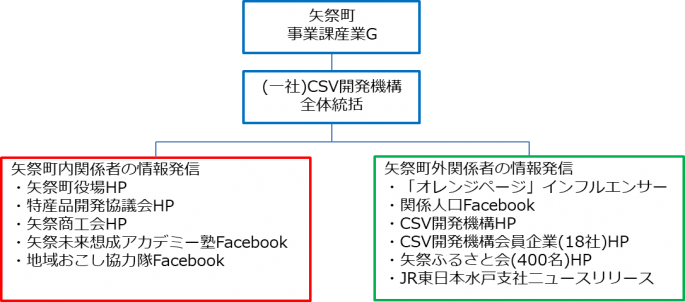 矢祭町
事業課産業G
(一社)CSV開発機構
全体統括
矢祭町内関係者の情報発信
・矢祭町役場HP
・特産品開発協議会HP
・矢祭商工会HP
・矢祭未来想成アカデミー塾Facebook
・地域おこし協力隊Facebook
矢祭町外関係者の情報発信
・「オレンジページ」インフルエンサー
・関係人口Facebook
・CSV開発機構HP
・CSV開発機構会員企業(18社)HP
・矢祭ふるさと会(400名)HP
・JR東日本水戸支社ニュースリリース